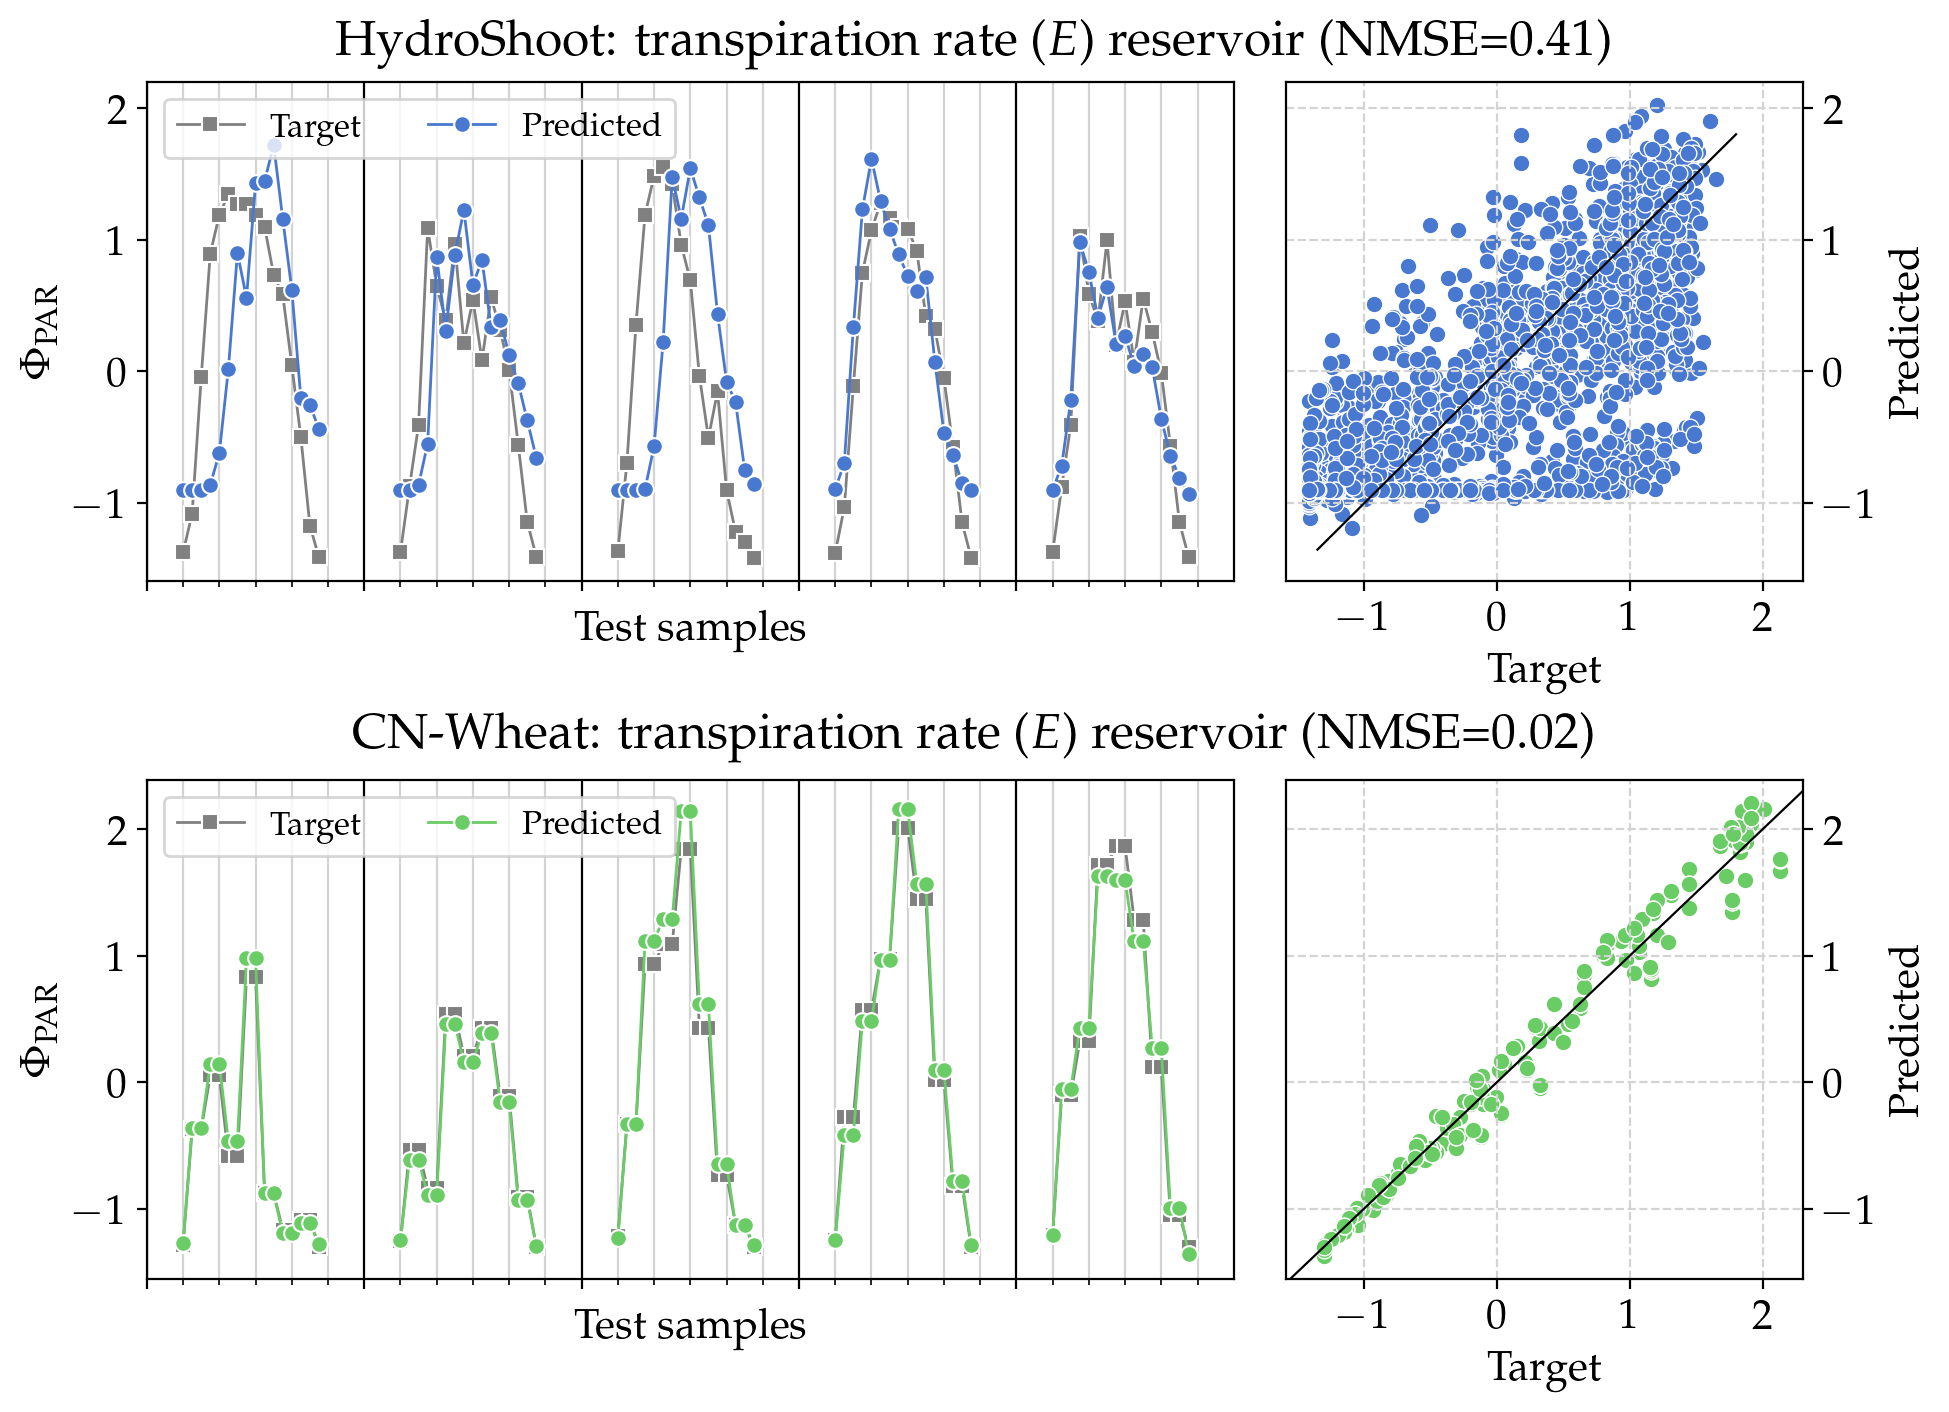 HydroShoot: transpiration rate (E) reservoir (NMSE=0.41)
Target Predicted
2
1
0
−1
Φ_PAR
Test samples
2
1
0
−1
Predicted
−1 0 1 2
Target
CN-Wheat: transpiration rate (E) reservoir (NMSE=0.02)
Target Predicted
2
1
0
−1
Φ_PAR
Test samples
2
1
0
−1
Predicted
−1 0 1 2
Target